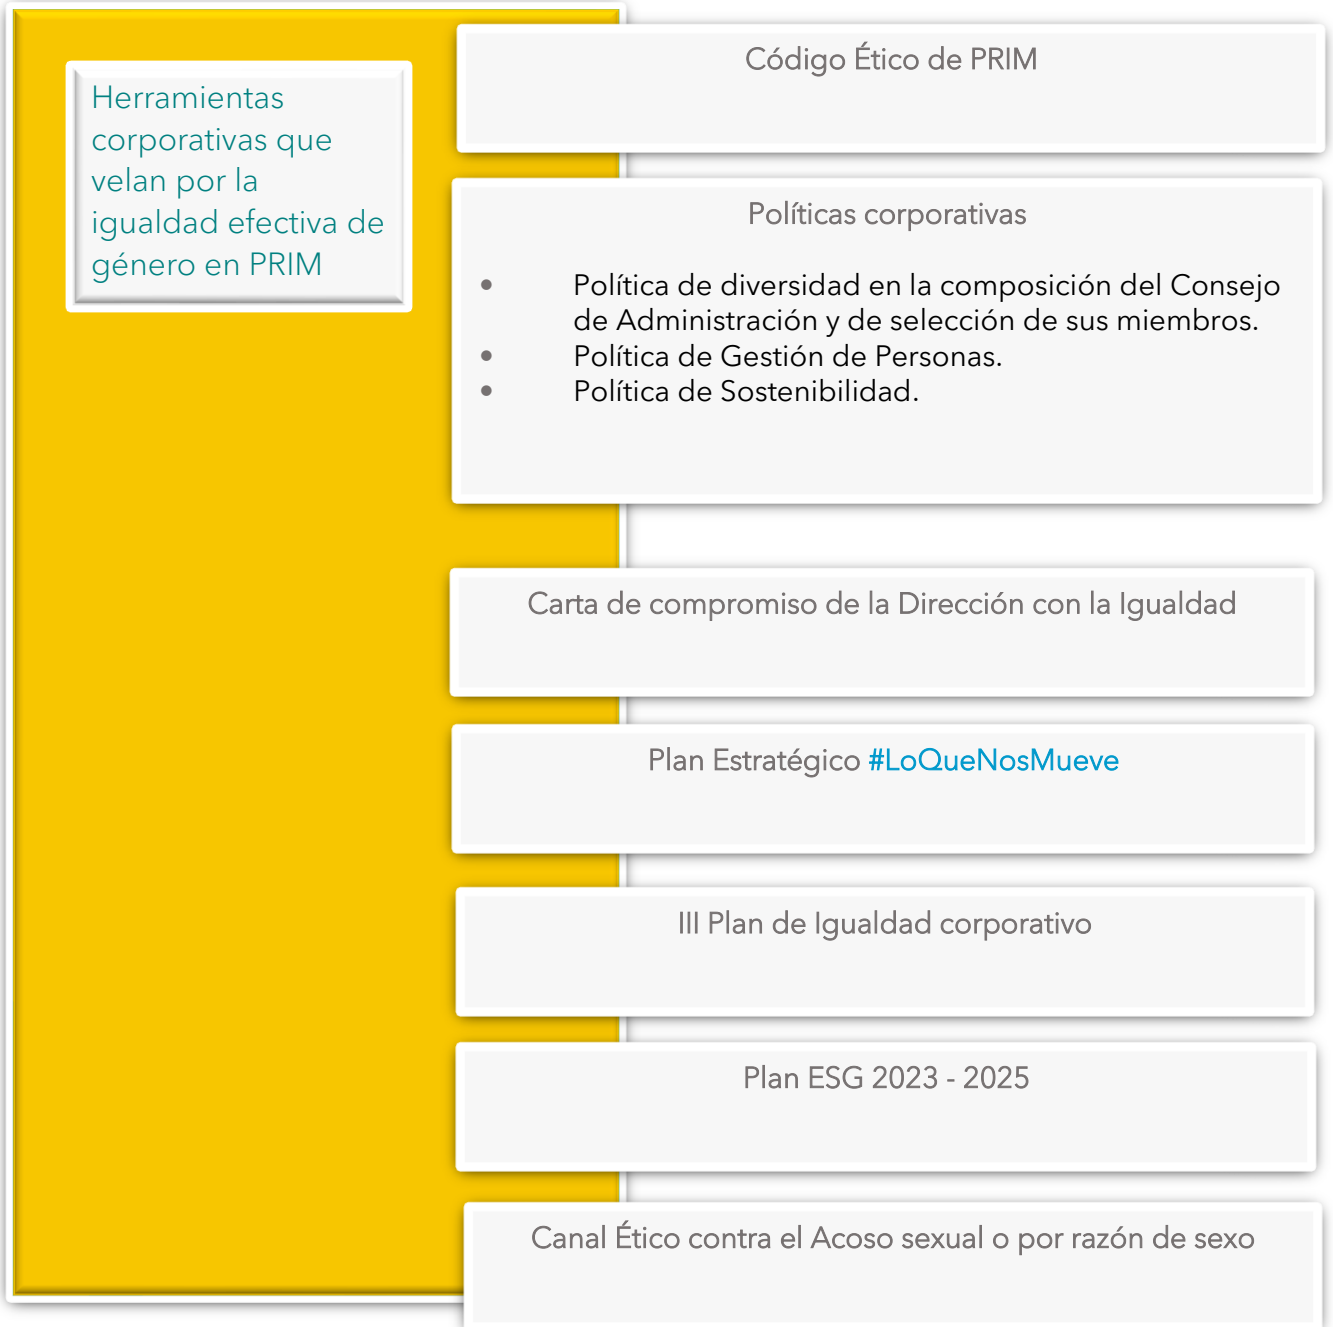 Herramientas
corporativas que
velan por la
igualdad efectiva de
género en PRIM
Código Ético de PRIM
Políticas corporativas
• Política de diversidad en la composición del Consejo
de Administración y de selección de sus miembros.
• Política de Gestión de Personas.
• Política de Sostenibilidad.
Carta de compromiso de la Dirección con la Igualdad
Plan Estratégico #LoQueNosMueve
III Plan de Igualdad corporativo
Plan ESG 2023 - 2025
Canal Ético contra el Acoso sexual o por razón de sexo